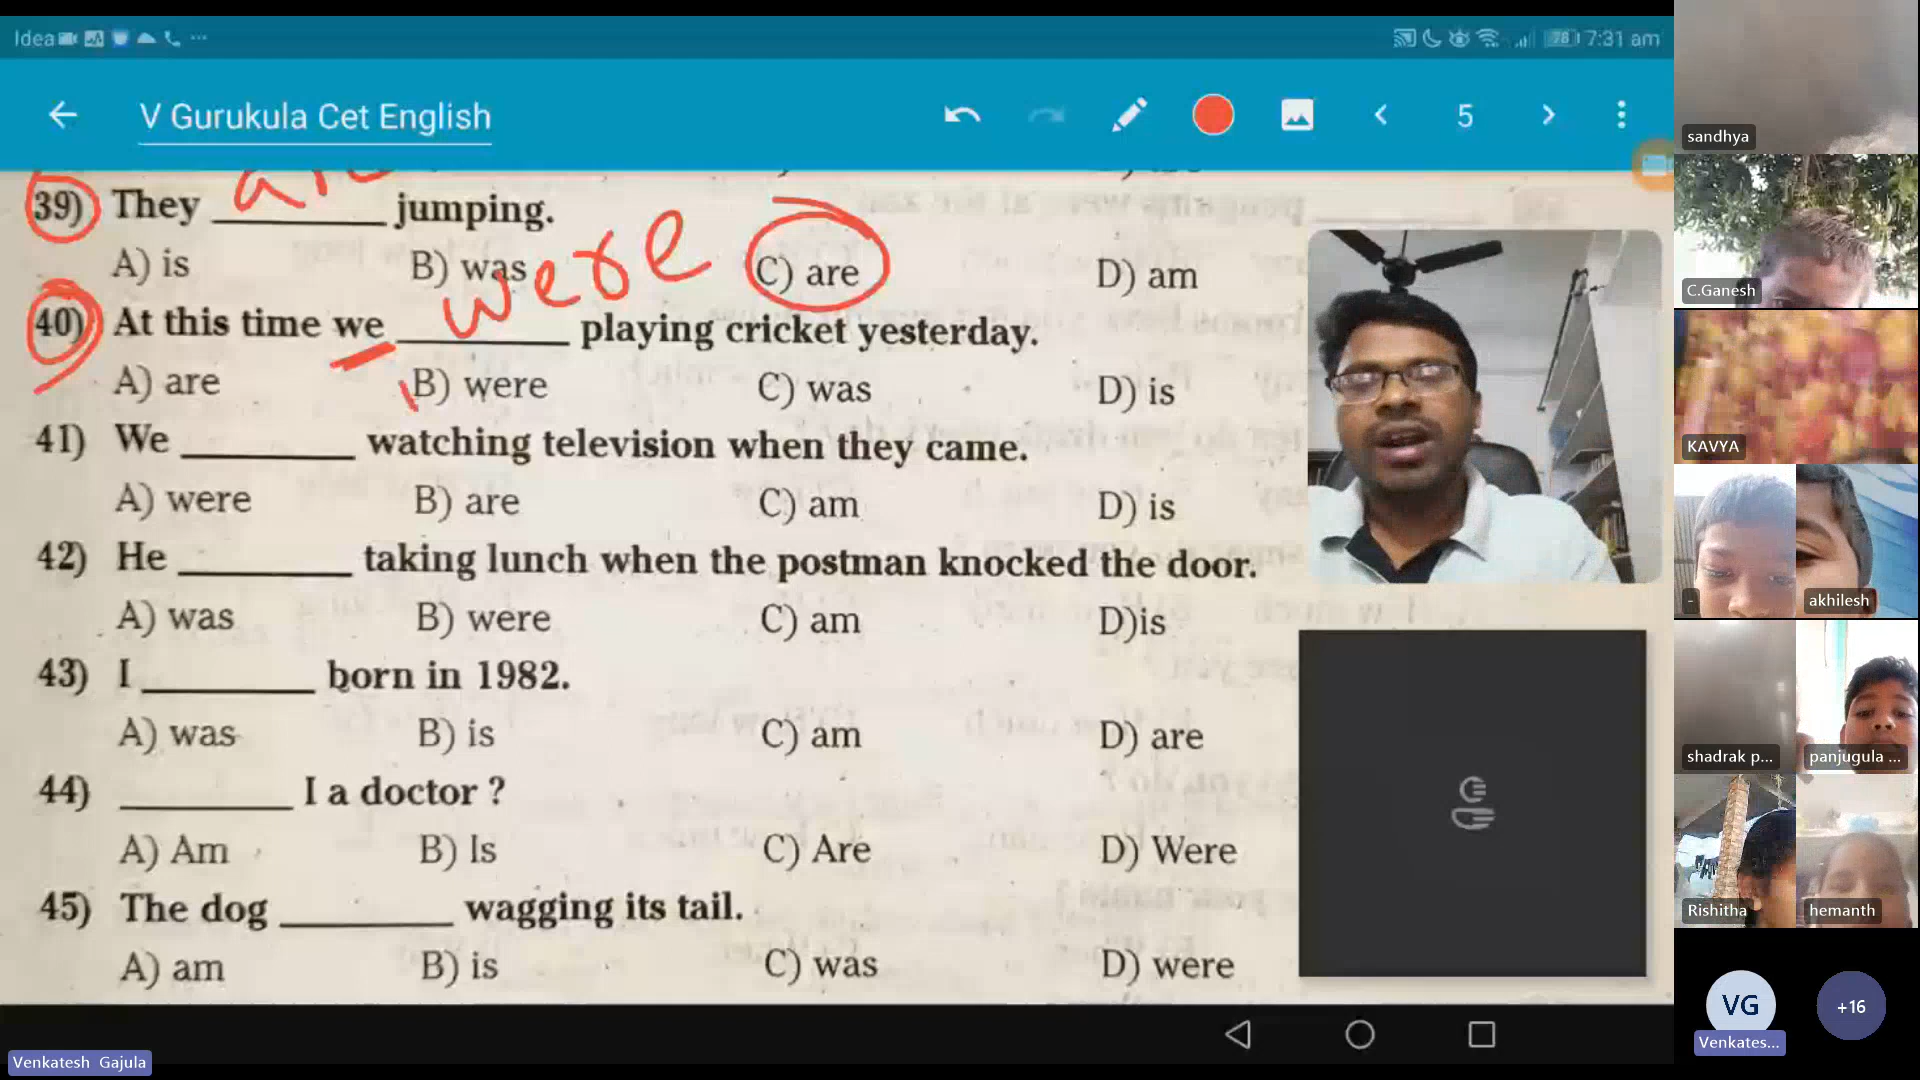 Idea
78 7:31 am
V Gurukula Cet English
5
39) They ________ jumping.
are
A) is B) was C) are D) am
were
40) At this time we ________ playing cricket yesterday.
A) are B) were C) was D) is
41) We ________ watching television when they came.
A) were B) are C) am D) is
42) He ________ taking lunch when the postman knocked the door.
A) was B) were C) am D)is
43) I ________ born in 1982.
A) was B) is C) am D) are
44) ________ I a doctor ?
A) Am B) Is C) Are D) Were
45) The dog ________ wagging its tail.
A) am B) is C) was D) were
Venkatesh Gajula
sandhya
C.Ganesh
KAVYA
-
akhilesh
shadrak p...
panjugula ...
Rishitha
hemanth
VG
Venkates...
+16